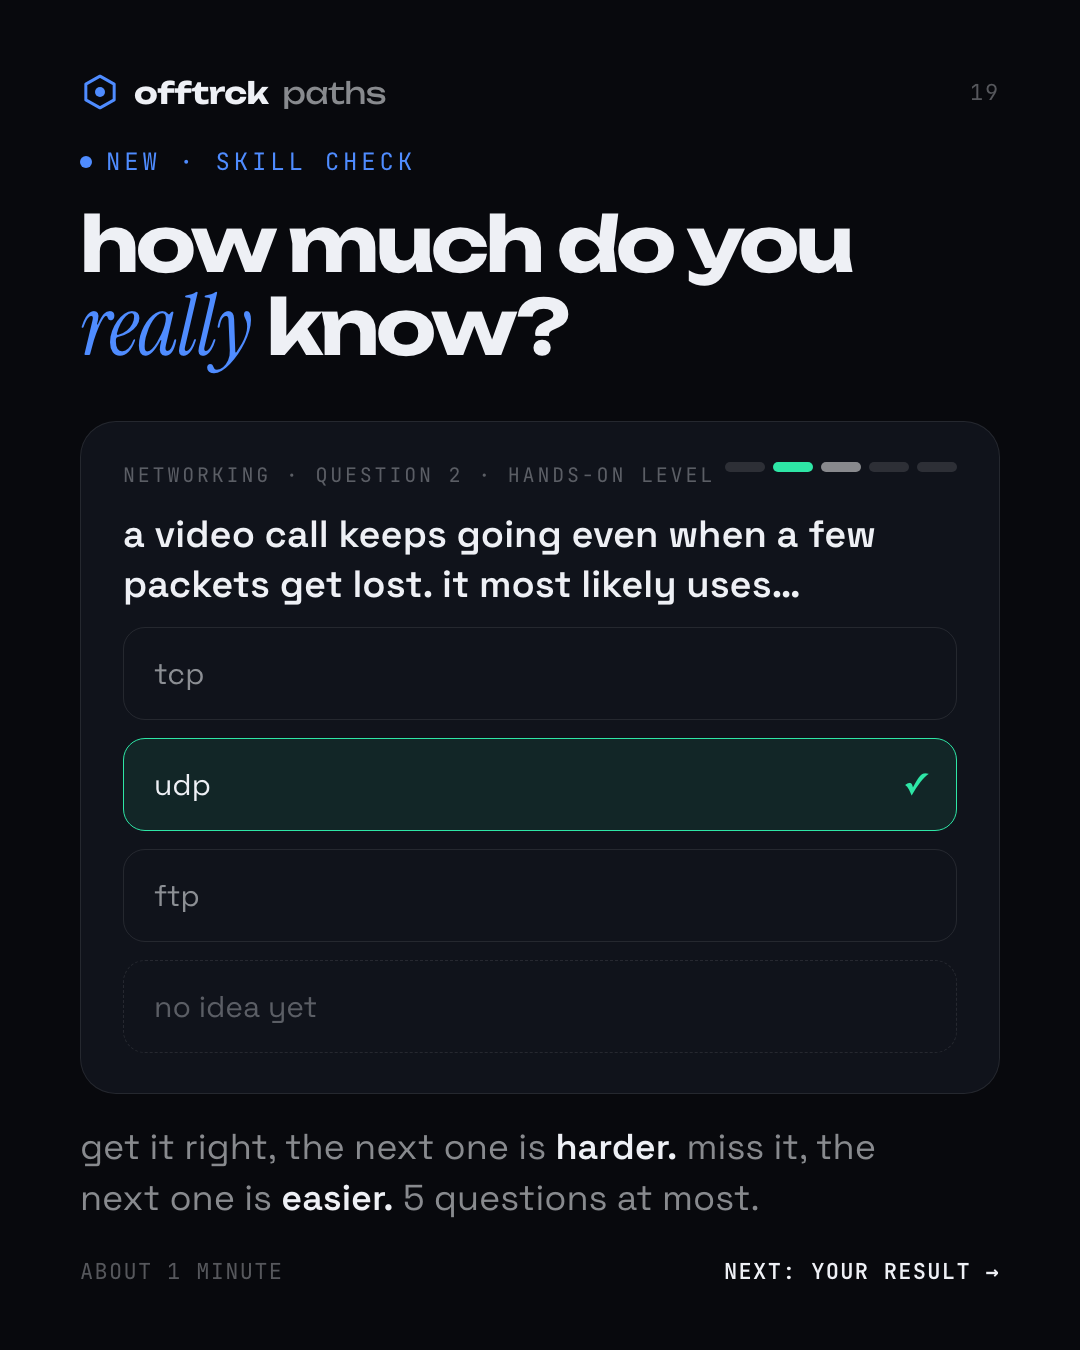 offtrck paths
19
NEW · SKILL CHECK
how much do you
really know?
NETWORKING · QUESTION 2 · HANDS-ON LEVEL
a video call keeps going even when a few
packets get lost. it most likely uses...
tcp
udp ✓
ftp
no idea yet
get it right, the next one is harder. miss it, the
next one is easier. 5 questions at most.
ABOUT 1 MINUTE
NEXT: YOUR RESULT →